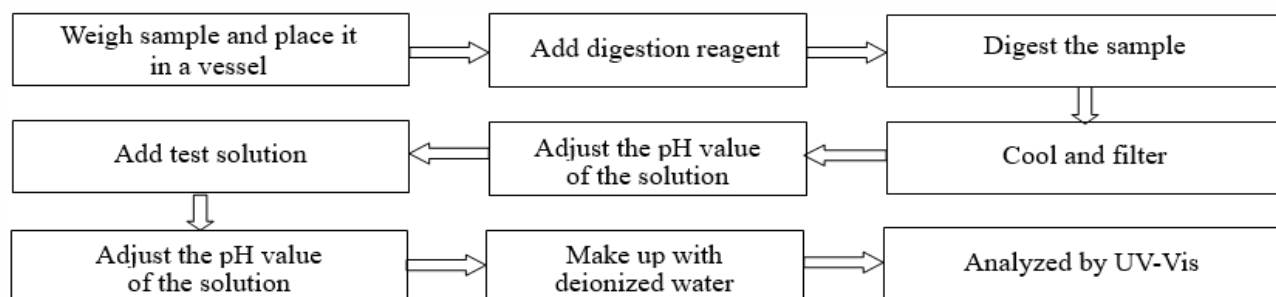 Weigh sample and place it
in a vessel
Add digestion reagent
Digest the sample
Cool and filter
Adjust the pH value
of the solution
Add test solution
Adjust the pH value
of the solution
Make up with
deionized water
Analyzed by UV-Vis